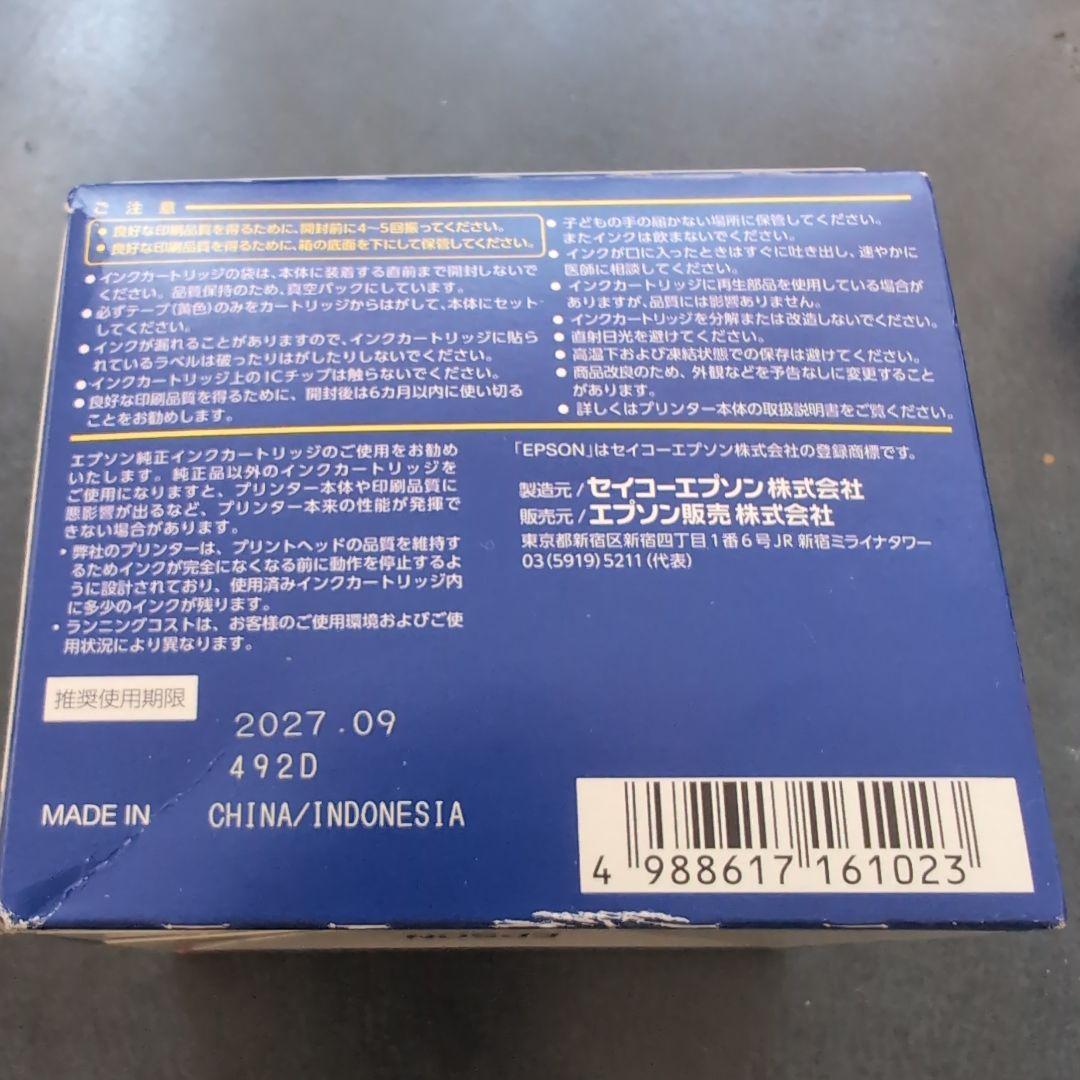 ご注意
● 良好な印刷品質を得るために、開封前に4～5回振ってください。
● 良好な印刷品質を得るために、箱の底面を下にして保管してください。
● インクカートリッジの袋は、本体に装着する直前まで開封しないで
ください。品質保持のため、真空パックにしています。
● 必ずテープ(黄色)のみをカートリッジからはがして、本体にセット
してください。
● インクが漏れることがありますので、インクカートリッジに貼ら
れているラベルは破ったりはがしたりしないでください。
● インクカートリッジ上のICチップは触らないでください。
● 良好な印刷品質を得るために、開封後は6カ月以内に使い切る
ことをお勧めします。
● 子どもの手の届かない場所に保管してください。
またインクは飲まないでください。
● インクが口に入ったときはすぐに吐き出し、速やかに
医師に相談してください。
● インクカートリッジに再生部品を使用している場合が
ありますが、品質には影響ありません。
● インクカートリッジを分解または改造しないでください。
● 直射日光を避けてください。
● 高温下および凍結状態での保存は避けてください。
● 商品改良のため、外観などを予告なしに変更すること
があります。
● 詳しくはプリンター本体の取扱説明書をご覧ください。
エプソン純正インクカートリッジのご使用をお勧め
いたします。純正品以外のインクカートリッジを
ご使用になりますと、プリンター本体や印刷品質に
悪影響が出るなど、プリンター本来の性能が発揮で
きない場合があります。
・弊社のプリンターは、プリントヘッドの品質を維持す
るためインクが完全になくなる前に動作を停止するよ
うに設計されており、使用済みインクカートリッジ内
に多少のインクが残ります。
・ランニングコストは、お客様のご使用環境およびご使
用状況により異なります。
「EPSON」はセイコーエプソン株式会社の登録商標です。
製造元/セイコーエプソン株式会社
販売元/エプソン販売株式会社
東京都新宿区新宿四丁目1番6号JR新宿ミライナタワー
03(5919)5211(代表)
推奨使用期限
2027.09
492D
MADE IN CHINA/INDONESIA
4 988617 161023